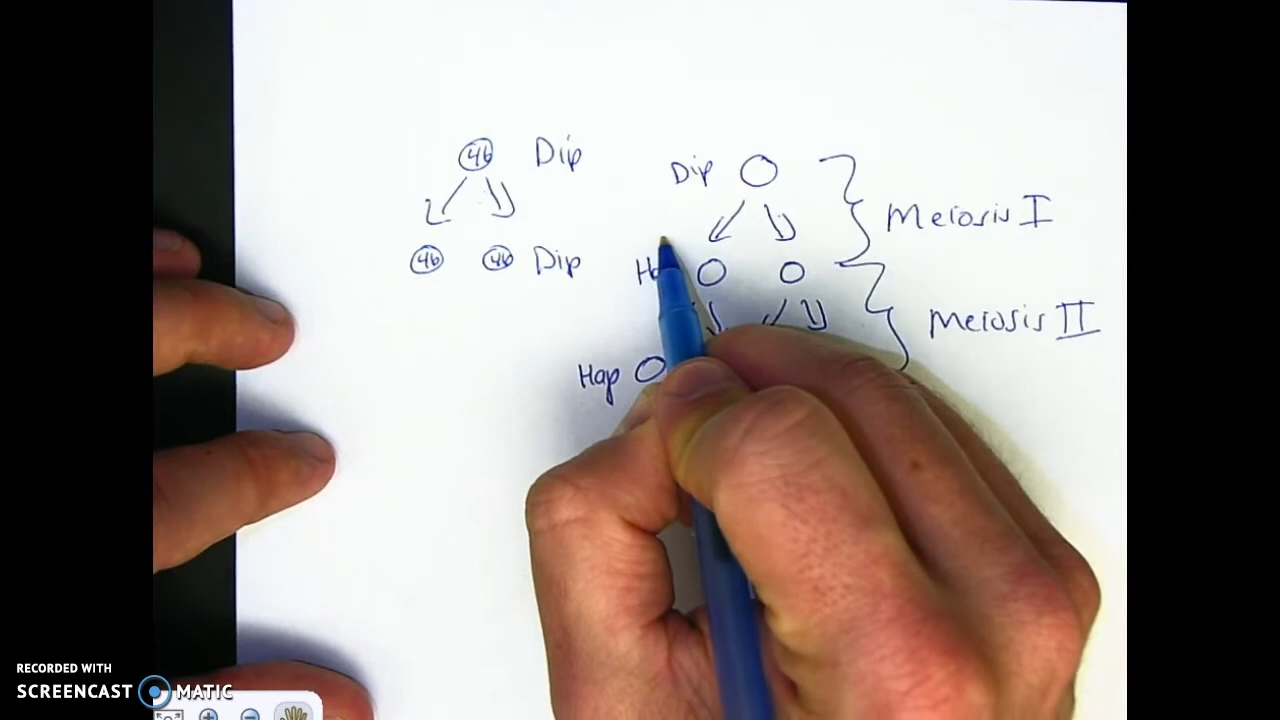 46 Dip
46 46 Dip
Dip
Meiosis I
Meiosis II
Hap
RECORDED WITH
SCREENCAST MATIC